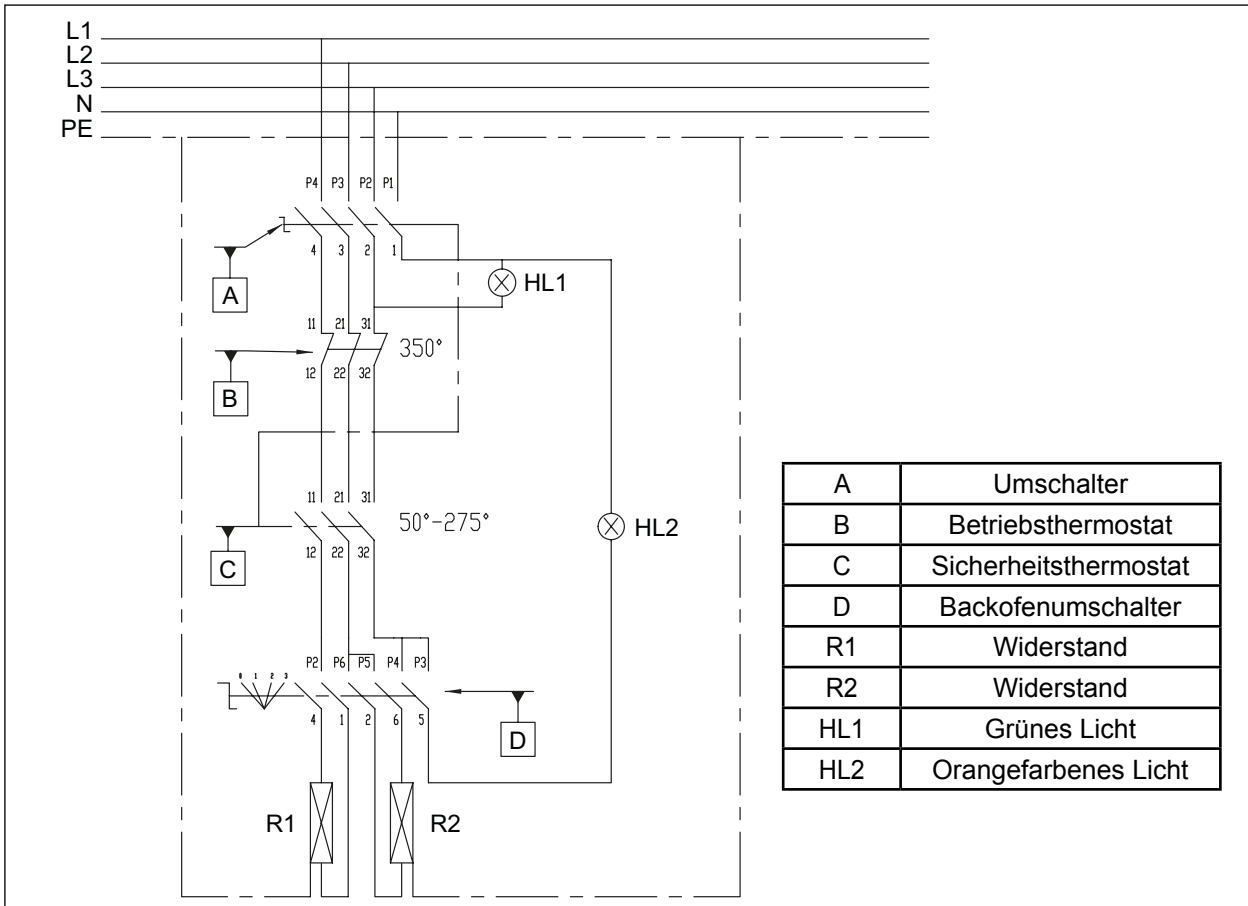 L1
L2
L3
N
PE
P4 P3 P2 P1
4 3 2 1
A
HL1
11 21 31
350°
12 22 32
B
11 21 31
50°-275°
12 22 32
C
HL2
P2 P6 P5 P4 P3
0 1 2 3
4 1 2 6 5
D
R1
R2
A Umschalter
B Betriebsthermostat
C Sicherheitsthermostat
D Backofenumschalter
R1 Widerstand
R2 Widerstand
HL1 Grünes Licht
HL2 Orangefarbenes Licht